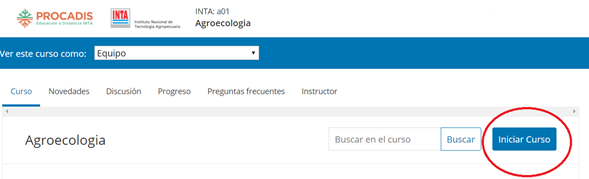 PROCADIS
Educación a Distancia INTA
INTA
Instituto Nacional de
Tecnología Agropecuaria
INTA: a01
Agroecologia
Ver este curso como: Equipo
Curso Novedades Discusión Progreso Preguntas frecuentes Instructor
Agroecologia Buscar en el curso Buscar Iniciar Curso